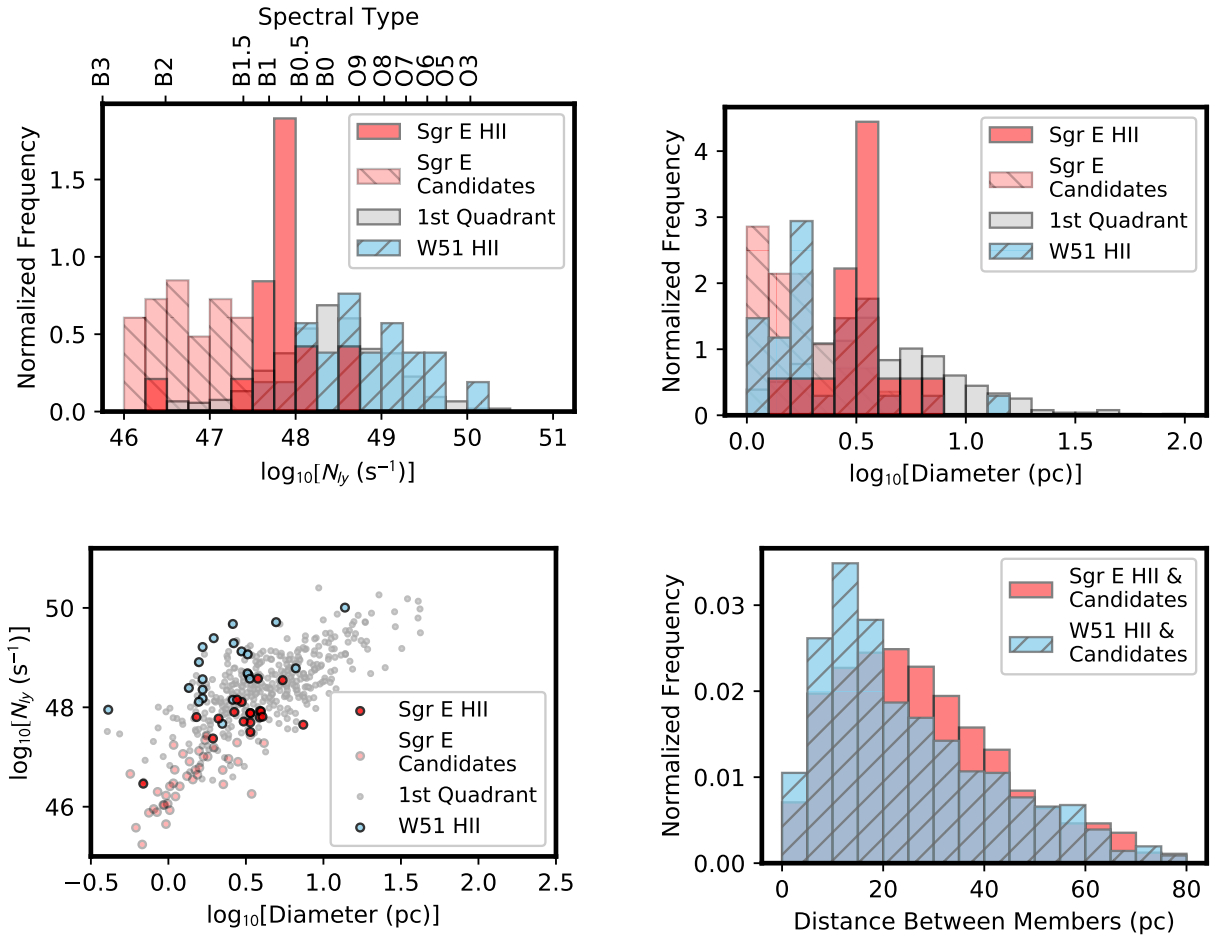 Spectral Type
B3 B2 B1.5 B1 B0.5 B0 O9 O8 O7 O6 O5 O3
Normalized Frequency
1.5
1.0
0.5
0.0
46 47 48 49 50 51
log₁₀[N_ly (s⁻¹)]
Sgr E HII
Sgr E
Candidates
1st Quadrant
W51 HII
Normalized Frequency
4
3
2
1
0
0.0 0.5 1.0 1.5 2.0
log₁₀[Diameter (pc)]
Sgr E HII
Sgr E
Candidates
1st Quadrant
W51 HII
log₁₀[N_ly (s⁻¹)]
50
48
46
−0.5 0.0 0.5 1.0 1.5 2.0 2.5
log₁₀[Diameter (pc)]
Sgr E HII
Sgr E
Candidates
1st Quadrant
W51 HII
Normalized Frequency
0.03
0.02
0.01
0.00
0 20 40 60 80
Distance Between Members (pc)
Sgr E HII &
Candidates
W51 HII &
Candidates